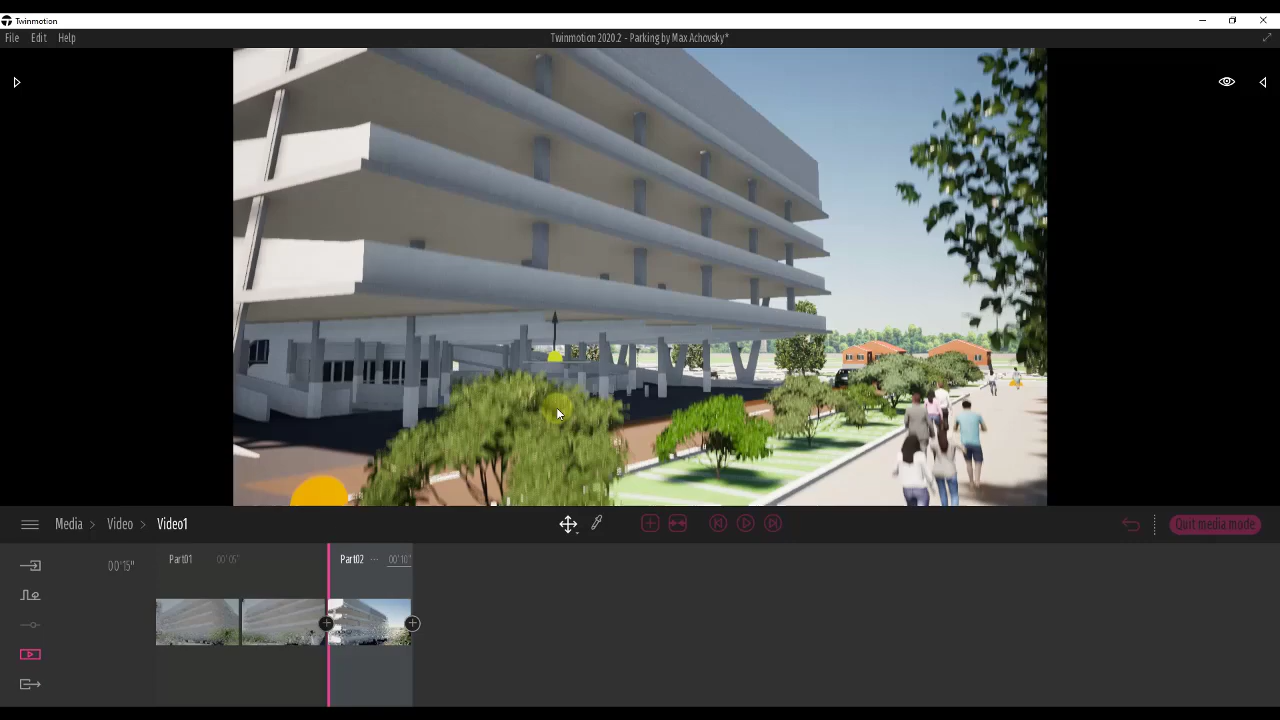 Twinmotion
File Edit Help
Twinmotion 2020.2 - Parking by Max Achovsky*
Media > Video > Video1
Quit media mode
00'15"
Part01 00'05"
Part02 ··· 00'10"